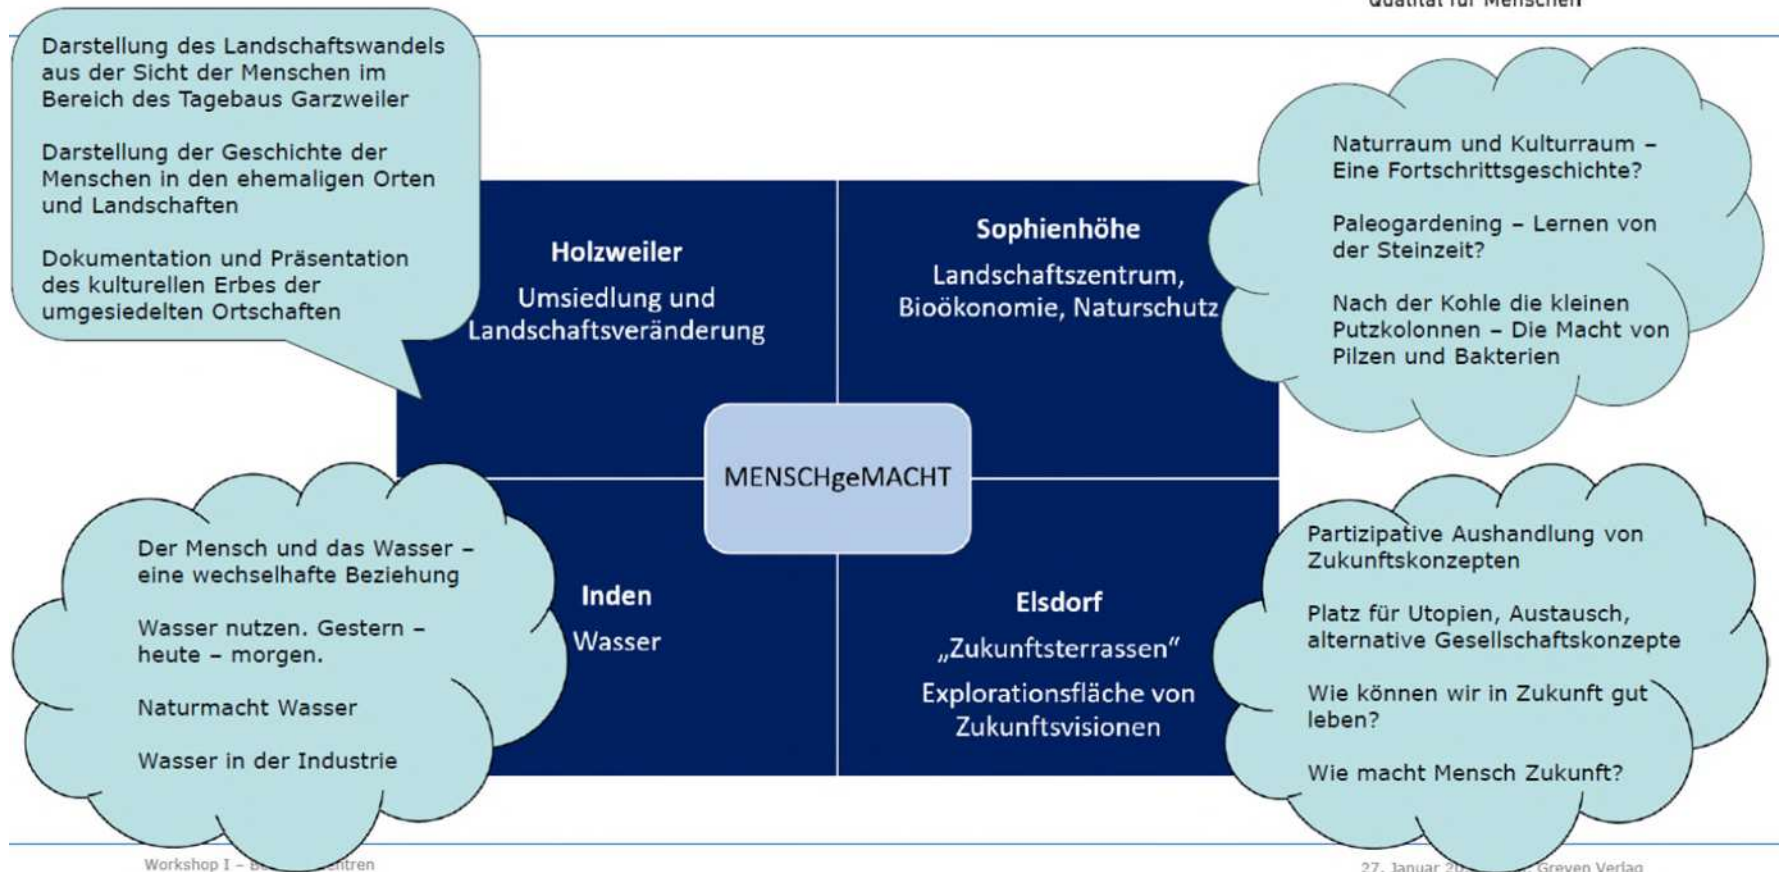 Qualität für Menschen
Darstellung des Landschaftswandels
aus der Sicht der Menschen im
Bereich des Tagebaus Garzweiler
Darstellung der Geschichte der
Menschen in den ehemaligen Orten
und Landschaften
Dokumentation und Präsentation
des kulturellen Erbes der
umgesiedelten Ortschaften
Holzweiler
Umsiedlung und
Landschaftsveränderung
Sophienhöhe
Landschaftszentrum,
Bioökonomie, Naturschutz
Naturraum und Kulturraum –
Eine Fortschrittsgeschichte?
Paleogardening – Lernen von
der Steinzeit?
Nach der Kohle die kleinen
Putzkolonnen – Die Macht von
Pilzen und Bakterien
MENSCHgeMACHT
Der Mensch und das Wasser –
eine wechselhafte Beziehung
Wasser nutzen. Gestern –
heute – morgen.
Naturmacht Wasser
Wasser in der Industrie
Inden
Wasser
Elsdorf
„Zukunftsterrassen“
Explorationsfläche von
Zukunftsvisionen
Partizipative Aushandlung von
Zukunftskonzepten
Platz für Utopien, Austausch,
alternative Gesellschaftskonzepte
Wie können wir in Zukunft gut
leben?
Wie macht Mensch Zukunft?
Workshop I –
27. Januar Greven Verlag